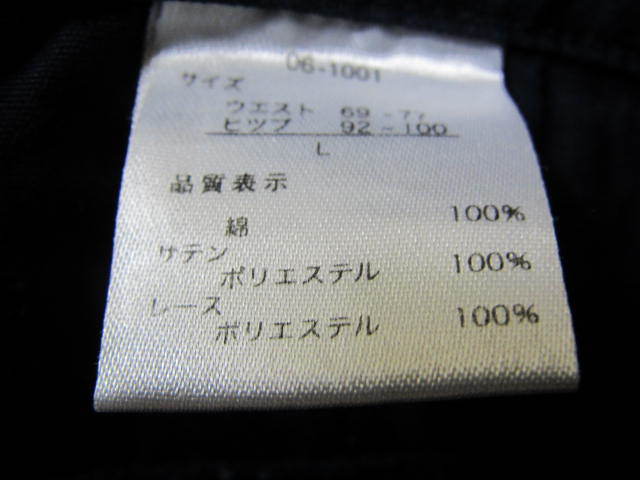 06-1001
サイズ
ウエスト 69-77
ヒップ 92-100
L
品質表示
綿 100%
サテン
ポリエステル 100%
レース
ポリエステル 100%